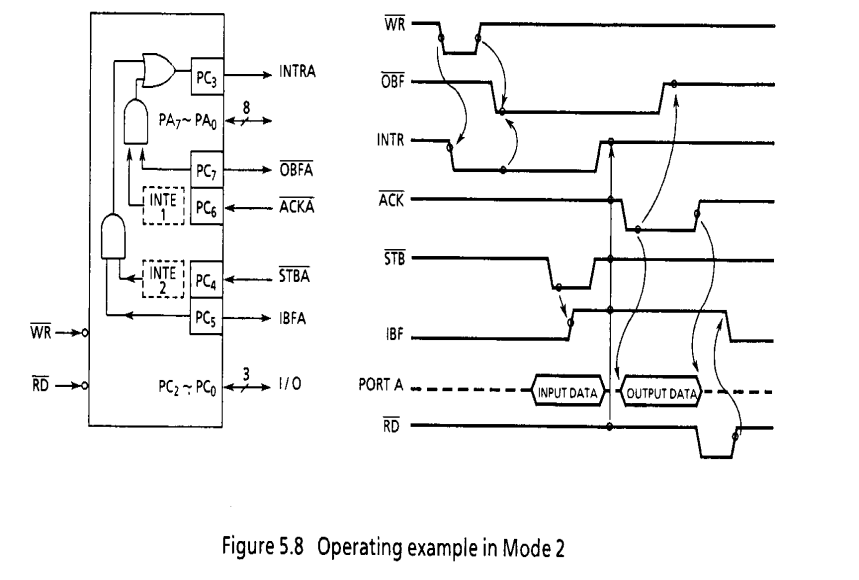 PC3
INTRA
PA7~PA0
8
PC7
OBFA
INTE
1
PC6
ACKA
INTE
2
PC4
STBA
PC5
IBFA
WR
RD
PC2~PC0
3
I/O
WR
OBF
INTR
ACK
STB
IBF
PORT A
INPUT DATA
OUTPUT DATA
RD
Figure 5.8 Operating example in Mode 2